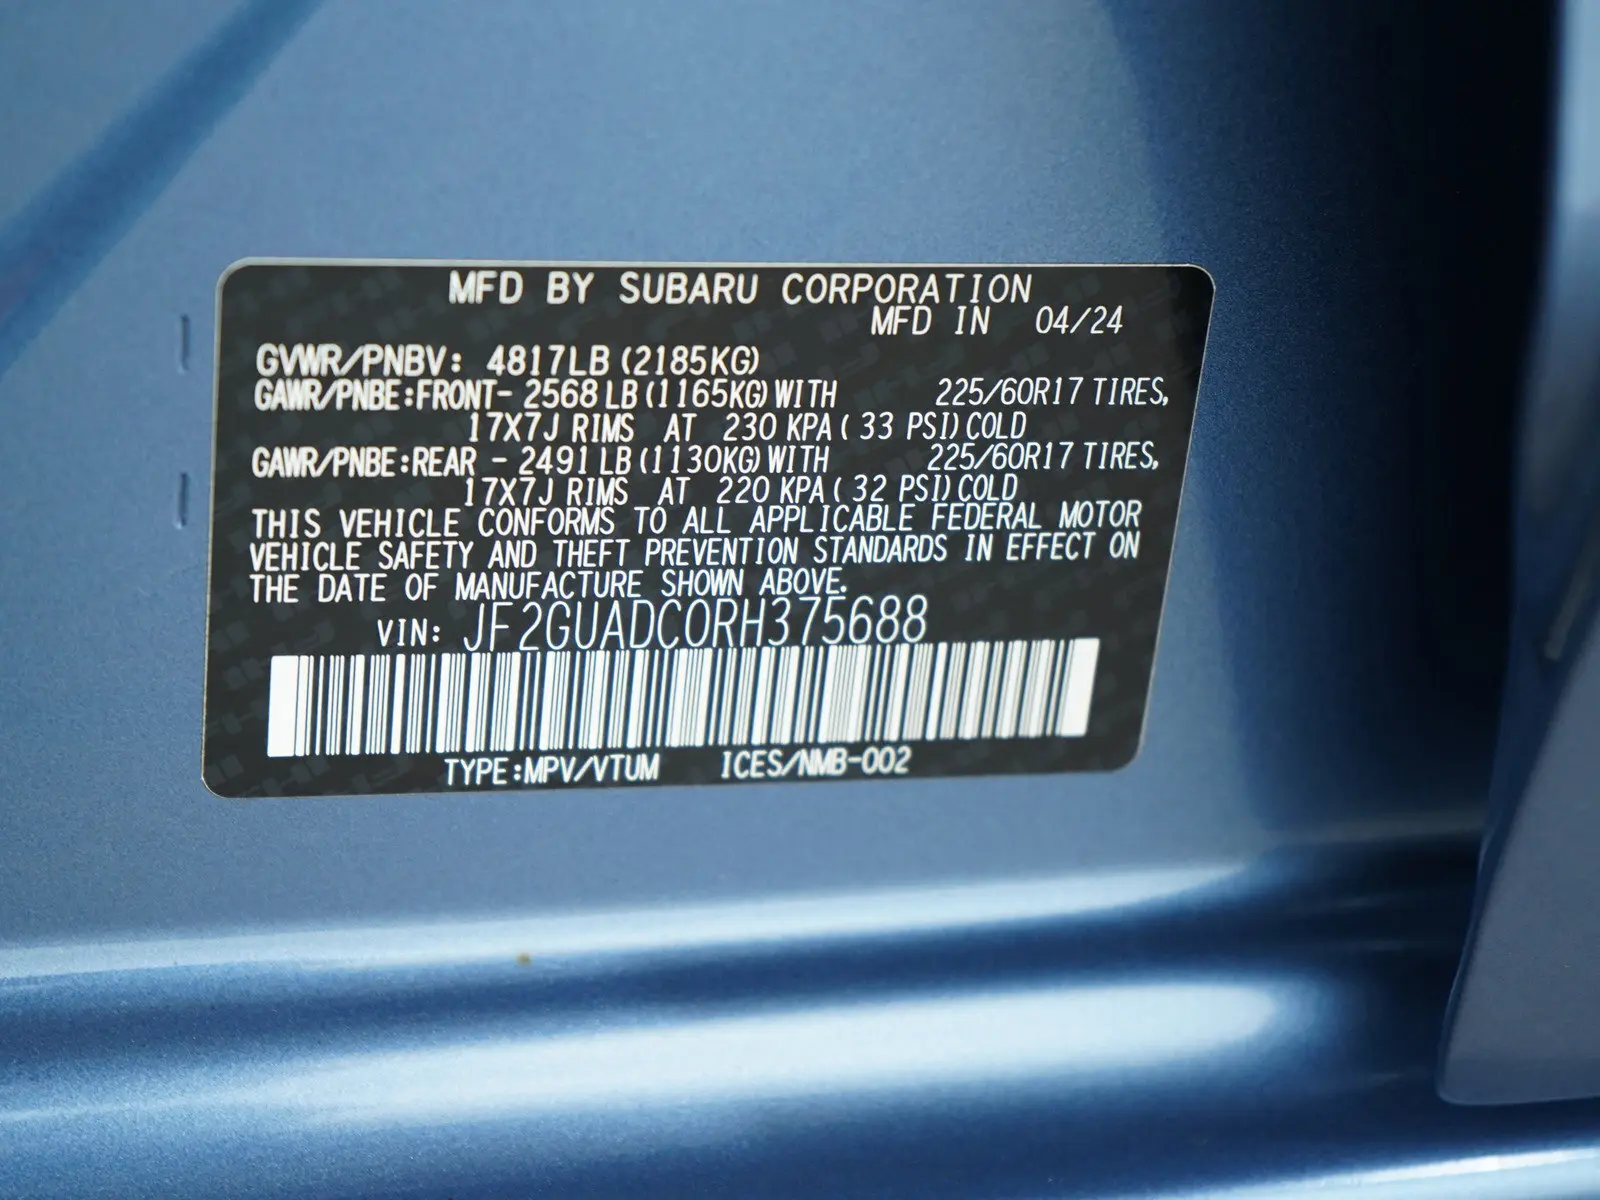 MFD BY SUBARU CORPORATION
MFD IN 04/24
GVWR/PNBV: 4817LB (2185KG)
GAWR/PNBE:FRONT- 2568 LB (1165KG) WITH 225/60R17 TIRES,
17X7J RIMS AT 230 KPA ( 33 PSI) COLD
GAWR/PNBE:REAR - 2491 LB (1130KG) WITH 225/60R17 TIRES,
17X7J RIMS AT 220 KPA ( 32 PSI) COLD
THIS VEHICLE CONFORMS TO ALL APPLICABLE FEDERAL MOTOR
VEHICLE SAFETY AND THEFT PREVENTION STANDARDS IN EFFECT ON
THE DATE OF MANUFACTURE SHOWN ABOVE.
VIN: JF2GUADC0RH375688
TYPE:MPV/VTUM ICES/NMB-002